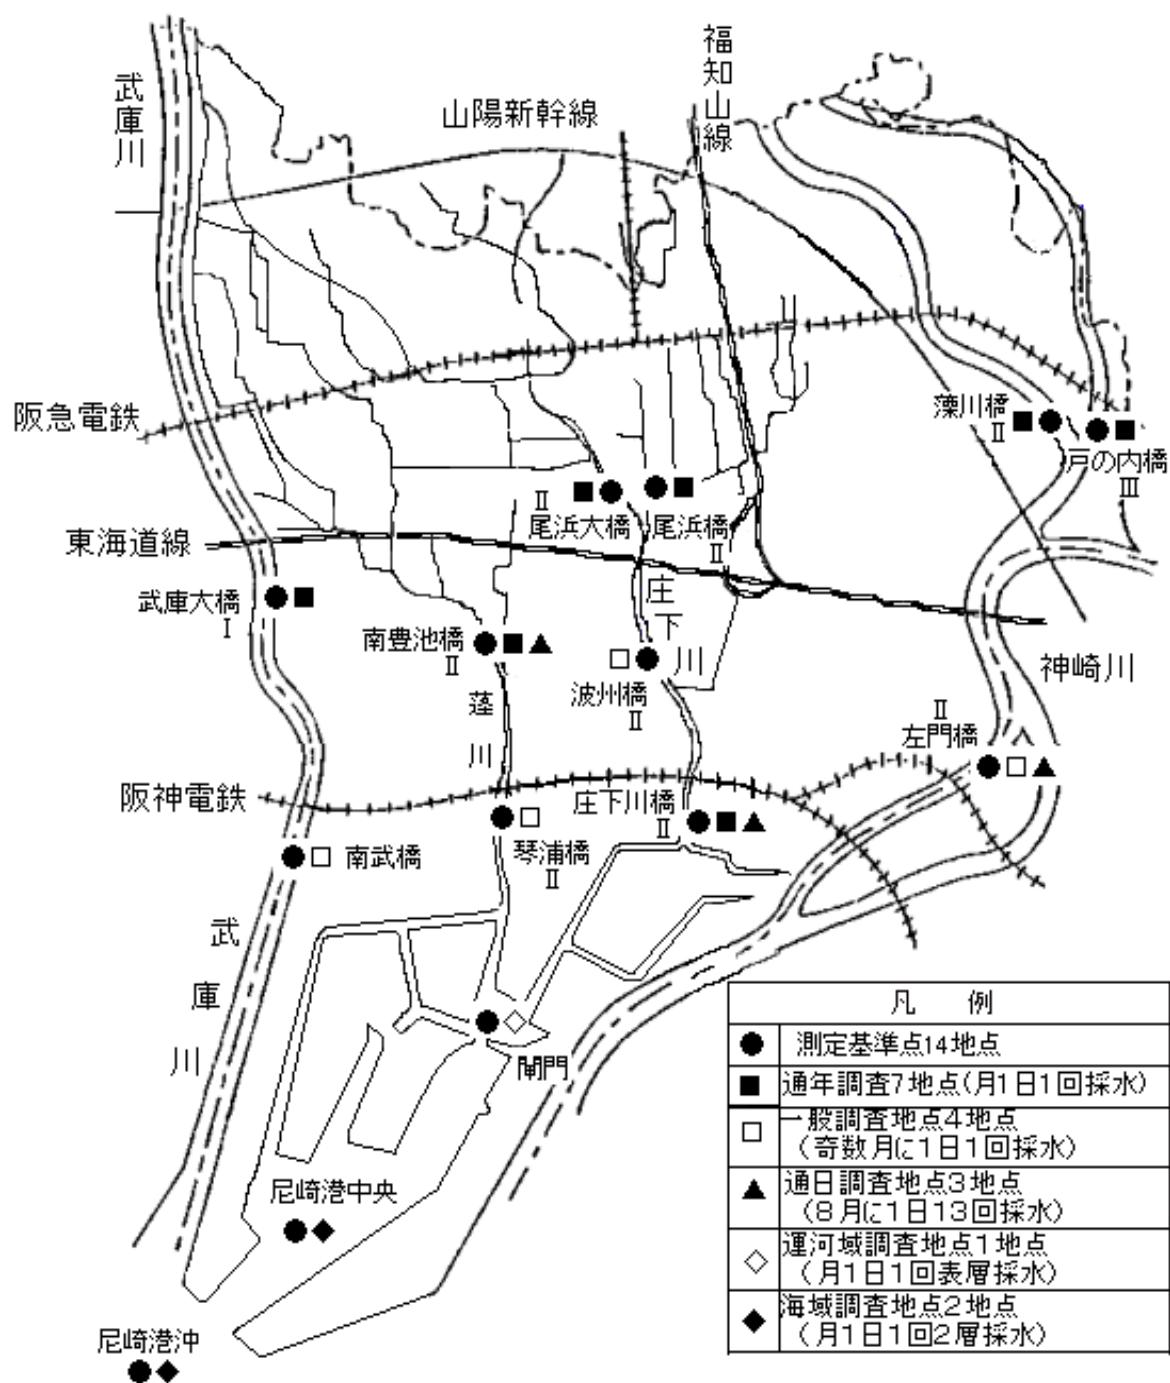 武庫川
山陽新幹線
福知山線
阪急電鉄
藻川橋
Ⅱ
戸の内橋
Ⅲ
Ⅱ
尾浜大橋
尾浜橋
Ⅱ
東海道線
武庫大橋
Ⅰ
庄下川
南豊池橋
Ⅱ
波州橋
Ⅱ
神崎川
蓬川
Ⅱ
左門橋
阪神電鉄
庄下川橋
Ⅱ
琴浦橋
Ⅱ
南武橋
武庫川
閘門
尼崎港中央
尼崎港沖
凡 例
測定基準点14地点
通年調査7地点(月1日1回採水)
一般調査地点4地点
(奇数月に1日1回採水)
通日調査地点3地点
(8月に1日13回採水)
運河域調査地点1地点
(月1日1回表層採水)
海域調査地点2地点
(月1日1回2層採水)